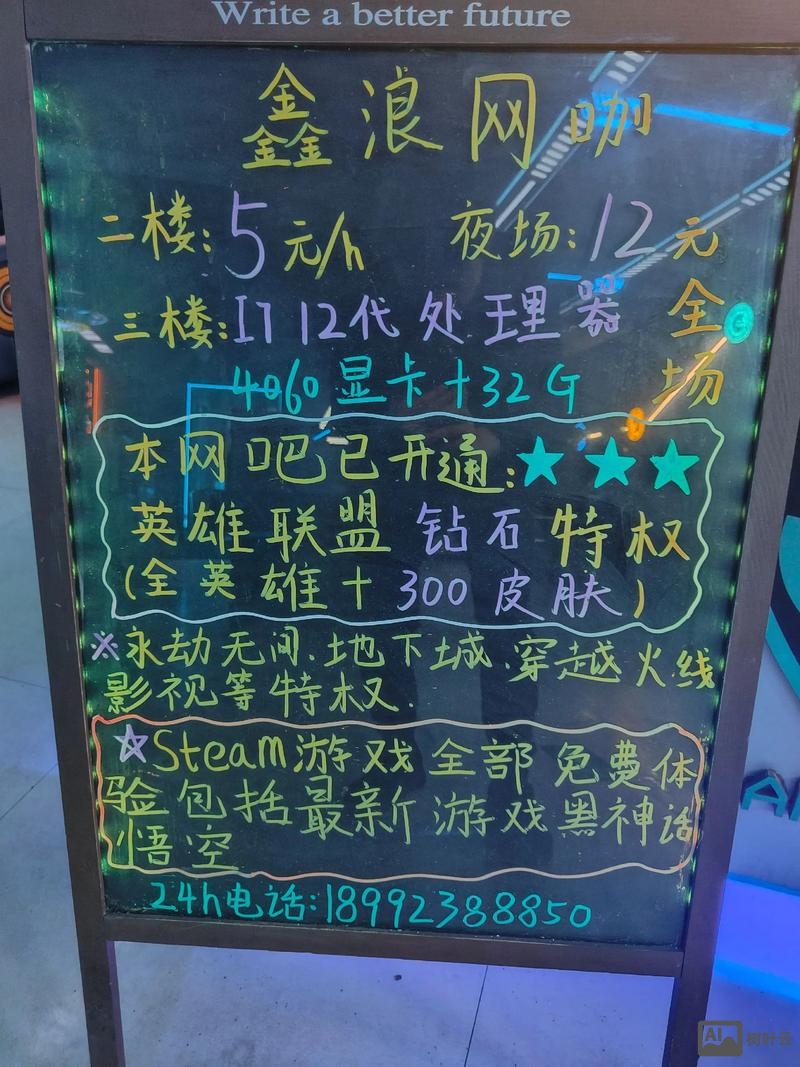 Write a better future
鑫浪网咖
二楼:5元/h 夜场:12元
三楼:I7 12代处理器 全场
4060显卡+32G
本网吧已开通:★★★
英雄联盟钻石特权
(全英雄+300皮肤)
※永劫无间.地下城.穿越火线
影视等特权.
☆Steam游戏全部免费体
验包括最新游戏黑神话
悟空
24h电话:18992388850
AI 树叶云